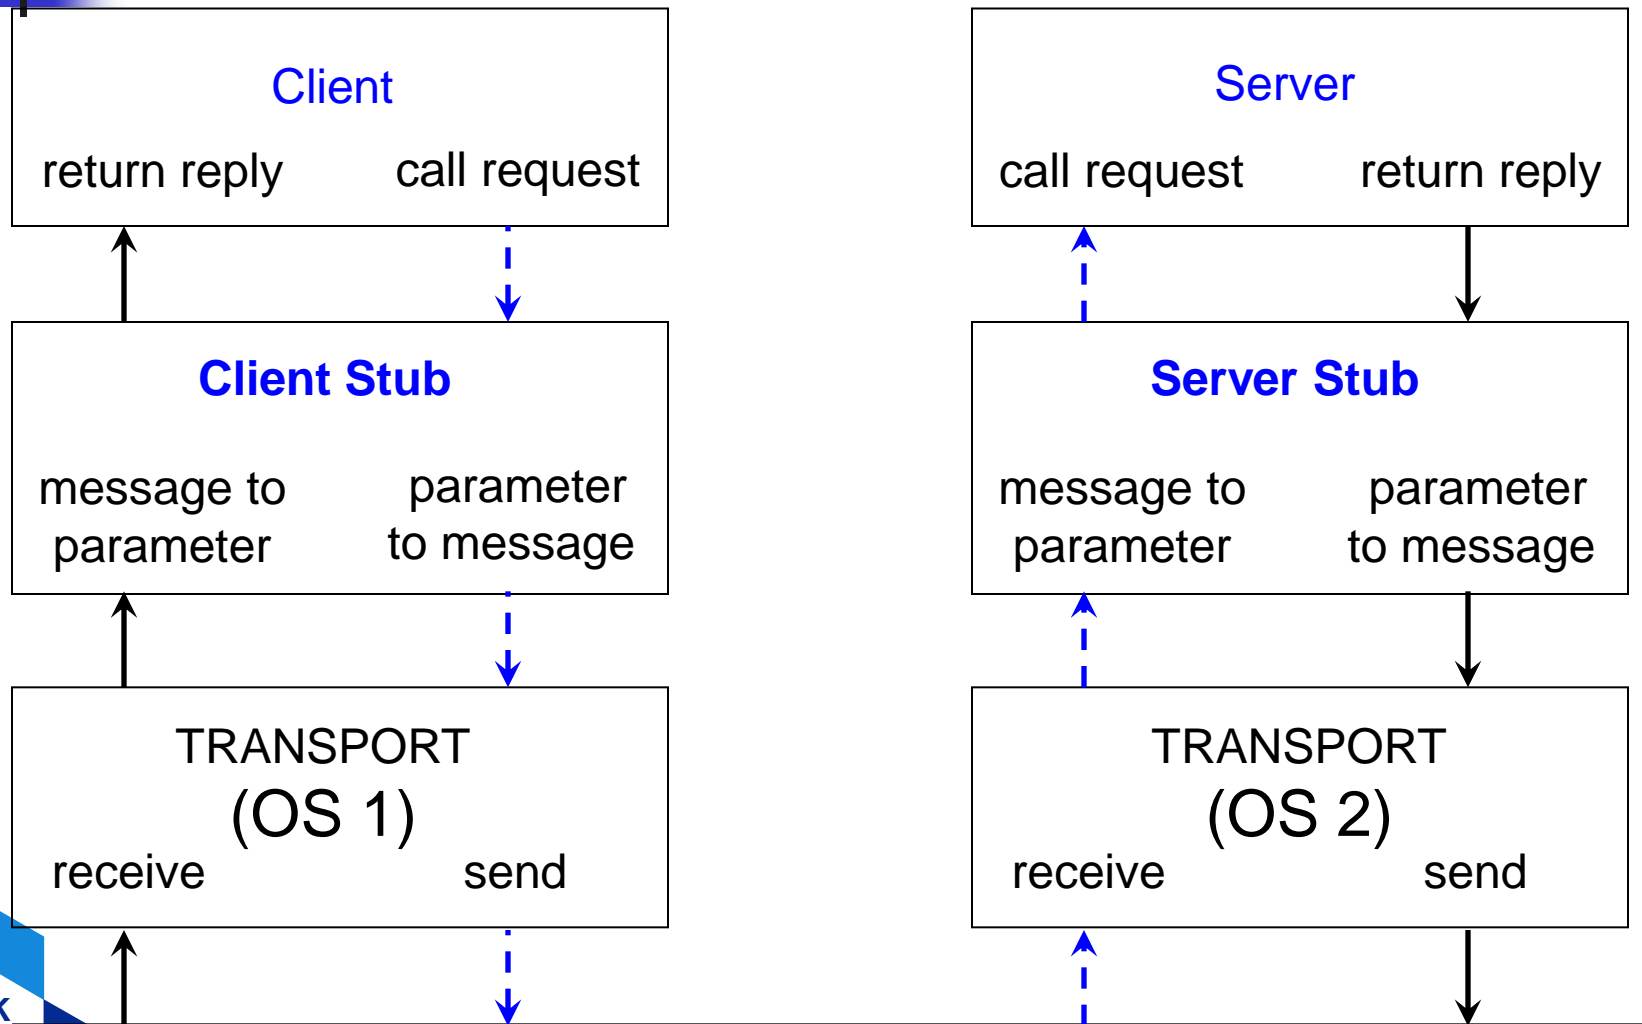 Client
return reply call request
Client Stub
message to parameter
parameter to message
TRANSPORT
(OS 1)
receive send
Server
call request return reply
Server Stub
message to parameter
parameter to message
TRANSPORT
(OS 2)
receive send